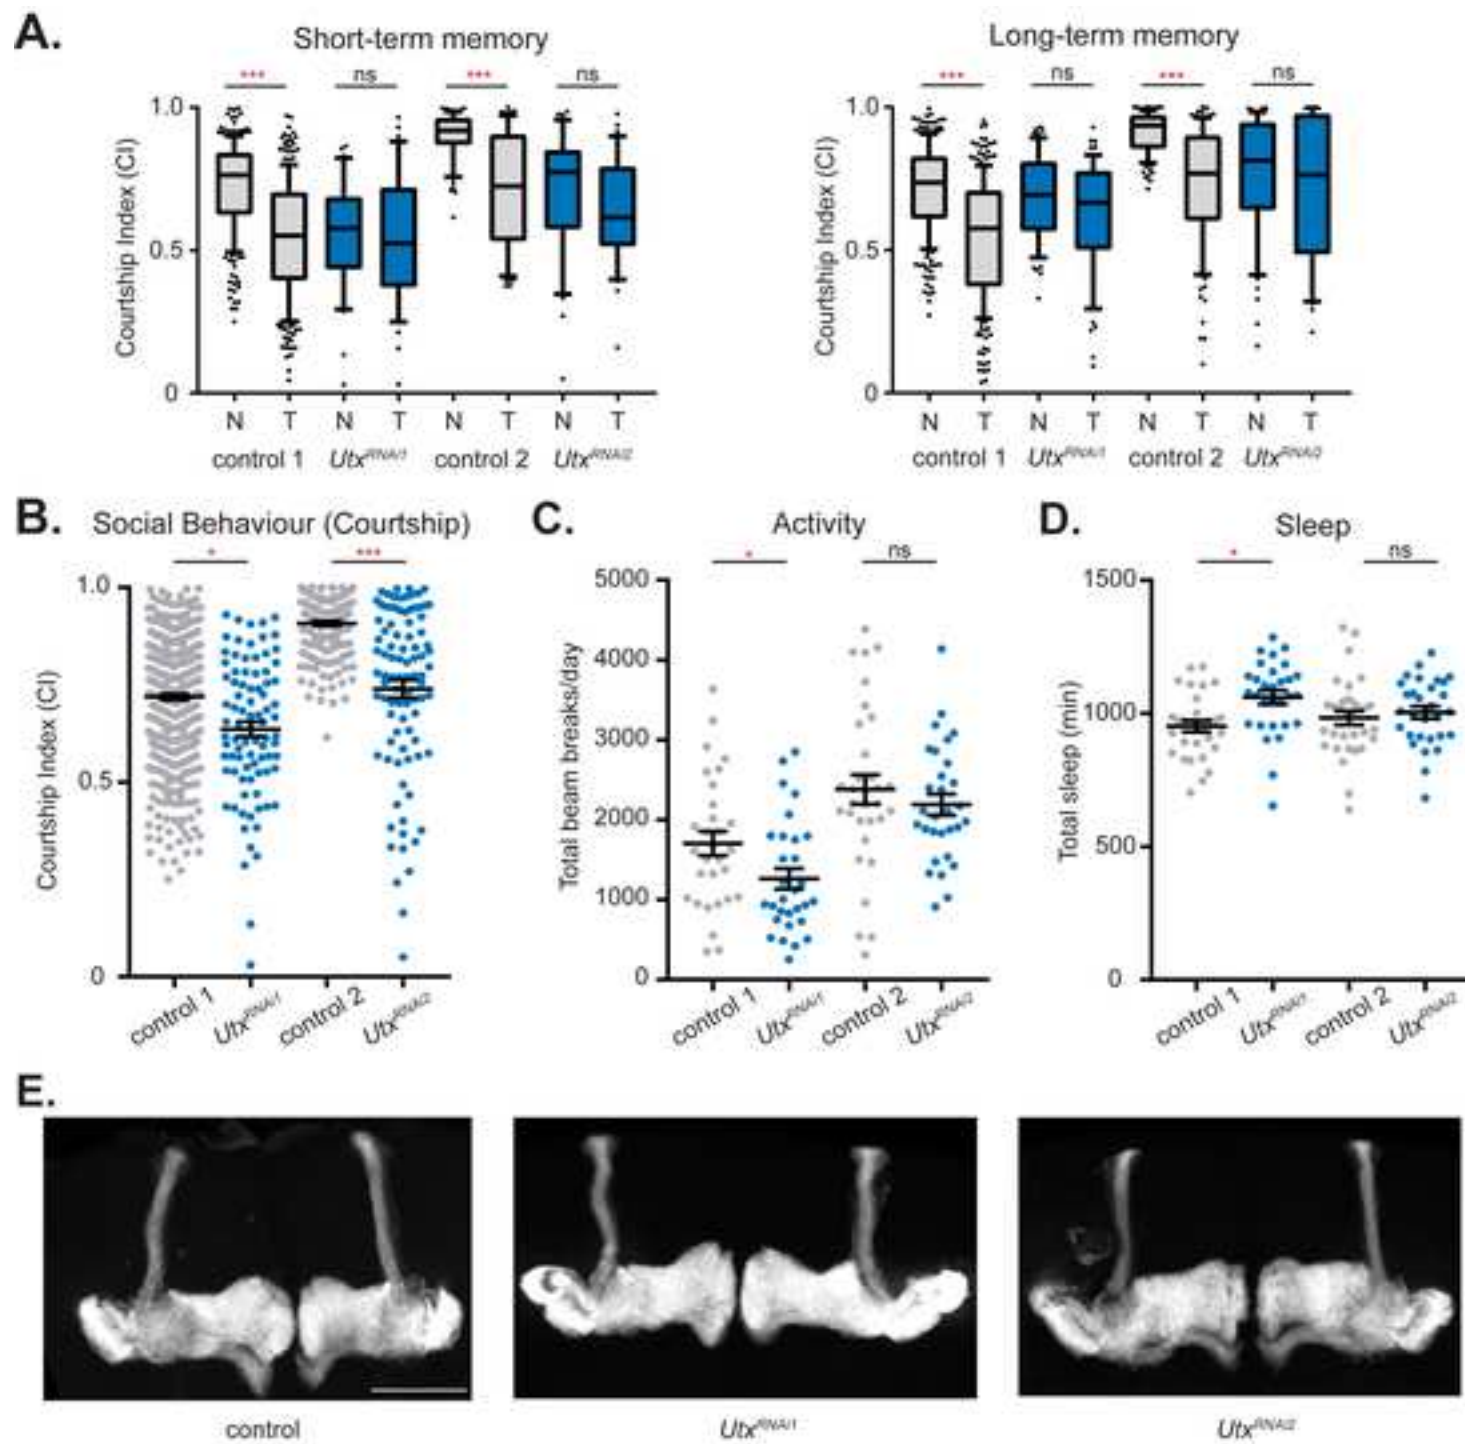 A.
Short-term memory
*** ns *** ns
Courtship Index (CI)
1.0
0.5
0
N T N T N T N T
control 1 Utx^RNAi1 control 2 Utx^RNAi2
Long-term memory
*** ns *** ns
Courtship Index (CI)
1.0
0.5
0
N T N T N T N T
control 1 Utx^RNAi1 control 2 Utx^RNAi2
B.
Social Behaviour (Courtship)
* ***
Courtship Index (CI)
1.0
0.5
0
control 1 Utx^RNAi1 control 2 Utx^RNAi2
C.
Activity
* ns
Total beam breaks/day
5000
4000
3000
2000
1000
0
control 1 Utx^RNAi1 control 2 Utx^RNAi2
D.
Sleep
* ns
Total sleep (min)
1500
1000
500
0
control 1 Utx^RNAi1 control 2 Utx^RNAi2
E.
control Utx^RNAi1 Utx^RNAi2